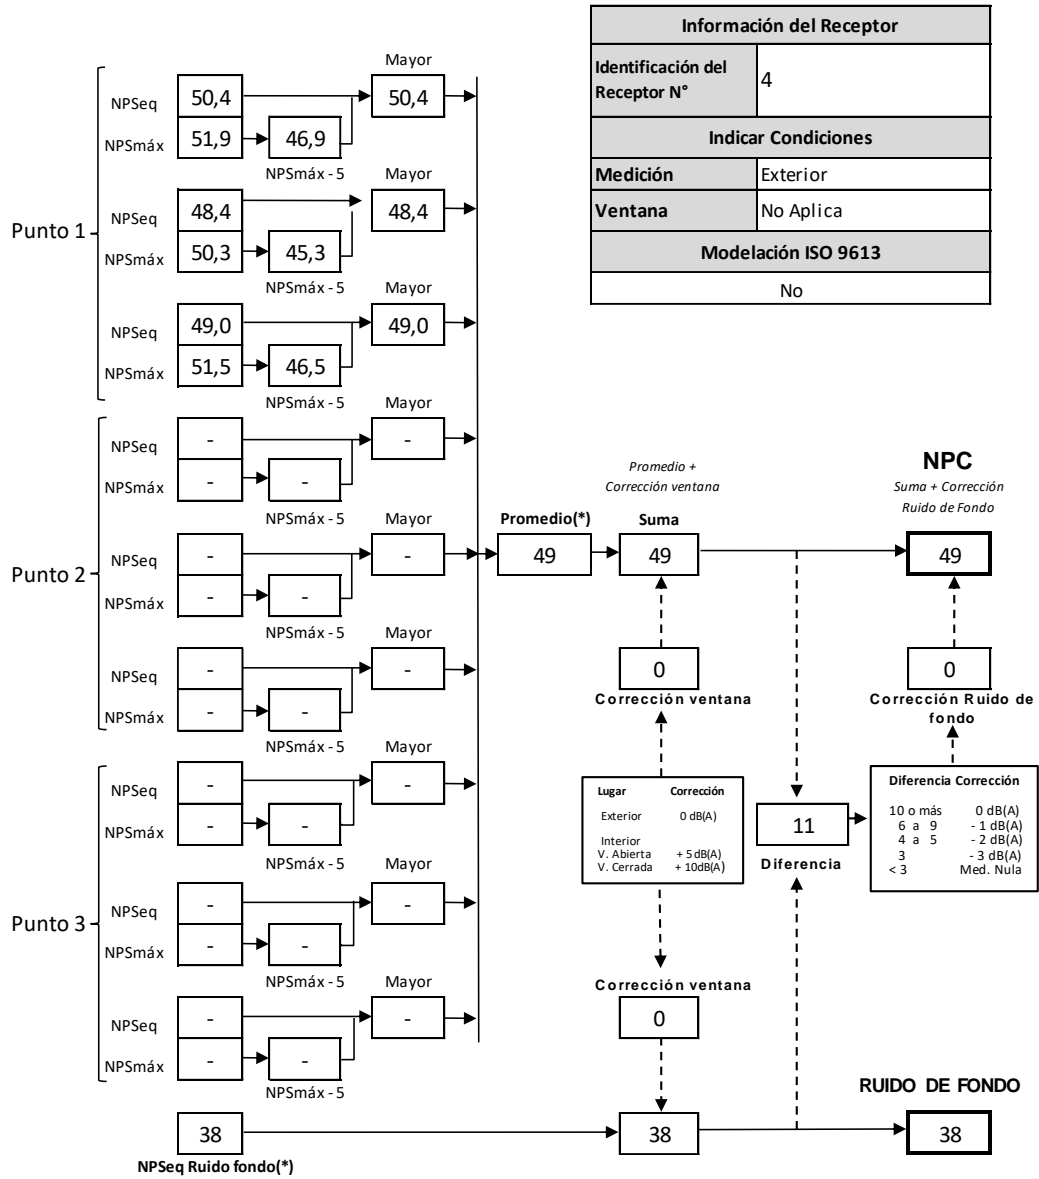 Información del Receptor
Identificación del Receptor N° 4
Indicar Condiciones
Medición Exterior
Ventana No Aplica
Modelación ISO 9613
No
Punto 1
Mayor
NPSeq 50,4 50,4
NPSmáx 51,9 46,9
NPSmáx - 5
Mayor
NPSeq 48,4 48,4
NPSmáx 50,3 45,3
NPSmáx - 5
Mayor
NPSeq 49,0 49,0
NPSmáx 51,5 46,5
NPSmáx - 5
Punto 2
Mayor
NPSeq - -
NPSmáx - -
NPSmáx - 5
Mayor
NPSeq - -
NPSmáx - -
NPSmáx - 5
Mayor
NPSeq - -
NPSmáx - -
NPSmáx - 5
Punto 3
Mayor
NPSeq - -
NPSmáx - -
NPSmáx - 5
Mayor
NPSeq - -
NPSmáx - -
NPSmáx - 5
Mayor
NPSeq - -
NPSmáx - -
NPSmáx - 5
Promedio(*)
49
Promedio +
Corrección ventana
Suma
49
0
Corrección ventana
NPC
Suma + Corrección
Ruido de Fondo
49
0
Corrección Ruido de
fondo
Lugar Corrección
Exterior 0 dB(A)
Interior
V. Abierta + 5 dB(A)
V. Cerrada + 10dB(A)
11
Diferencia
Diferencia Corrección
10 o más 0 dB(A)
6 a 9 - 1 dB(A)
4 a 5 - 2 dB(A)
3 - 3 dB(A)
< 3 Med. Nula
Corrección ventana
0
38
NPSeq Ruido fondo(*)
38
RUIDO DE FONDO
38